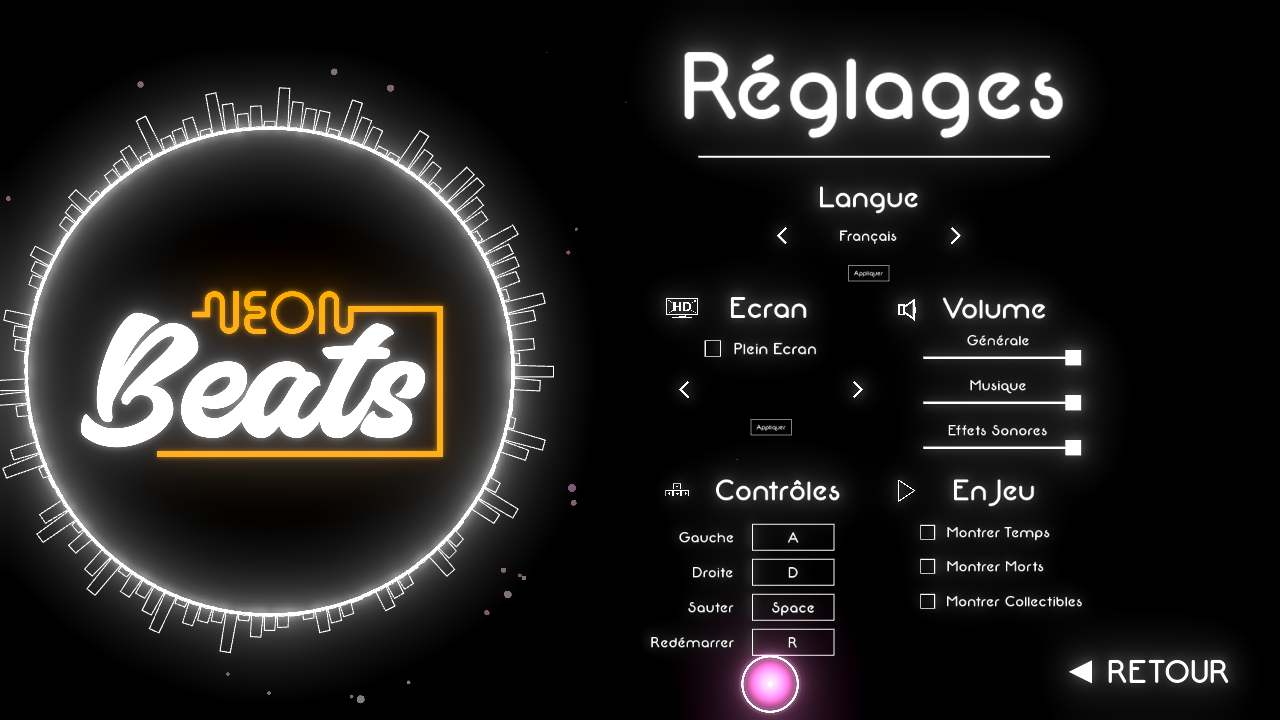 NEON
Beats
Réglages
Langue
Français
Appliquer
HD
Ecran
Plein Ecran
Appliquer
Volume
Générale
Musique
Effets Sonores
Contrôles
Gauche A
Droite D
Sauter Space
Redémarrer R
En Jeu
Montrer Temps
Montrer Morts
Montrer Collectibles
RETOUR